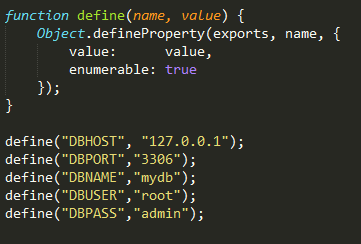 function define(name, value) {
    Object.defineProperty(exports, name, {
        value:      value,
        enumerable: true
    });
}

define("DBHOST", "127.0.0.1");
define("DBPORT","3306");
define("DBNAME","mydb");
define("DBUSER","root");
define("DBPASS","admin");